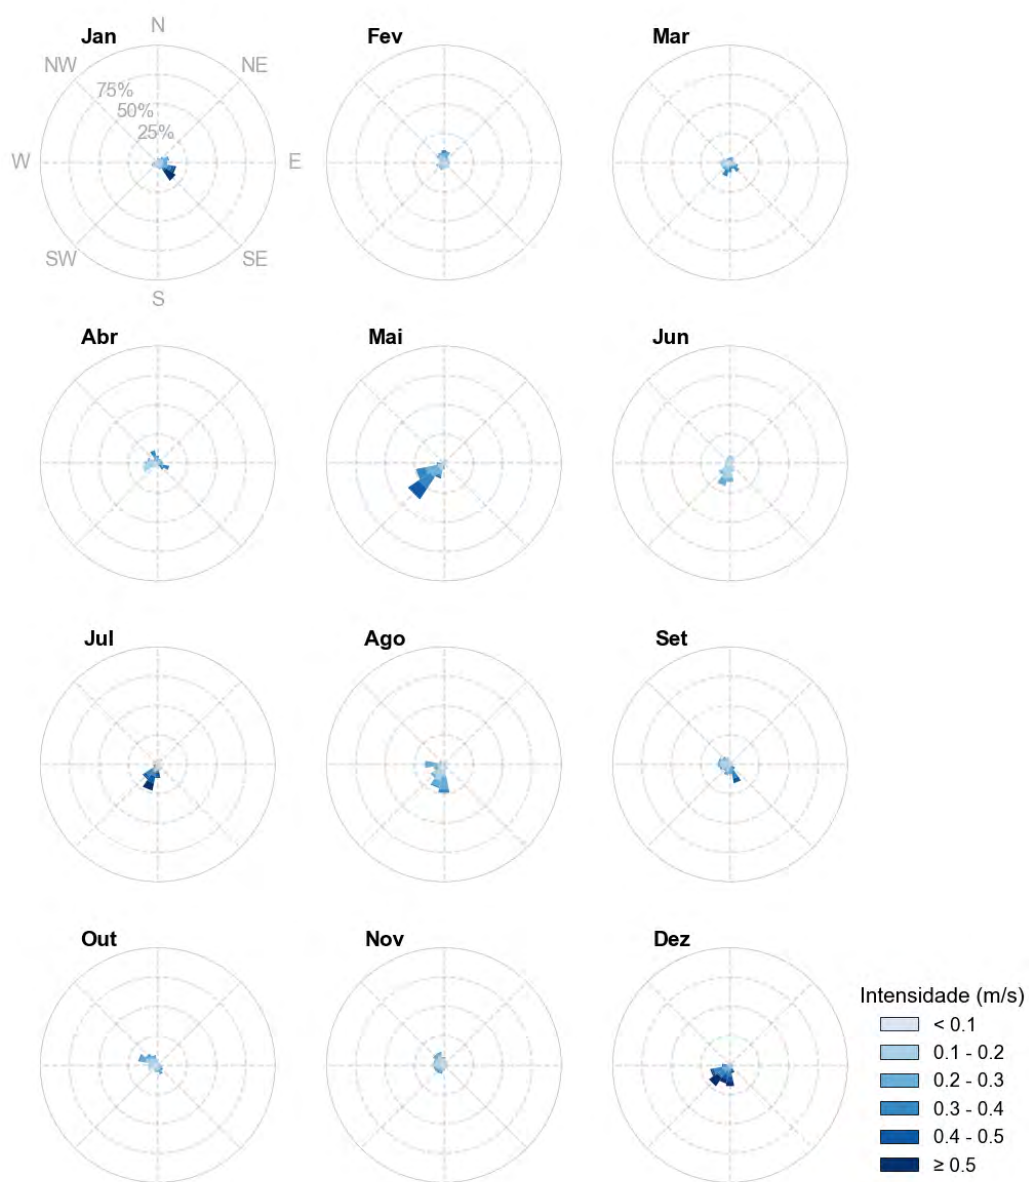 Jan
N
Fev
Mar
NW
NE
75%
50%
25%
W
E
SW
SE
S
Abr
Mai
Jun
Jul
Ago
Set
Out
Nov
Dez
Intensidade (m/s)
< 0.1
0.1 - 0.2
0.2 - 0.3
0.3 - 0.4
0.4 - 0.5
≥ 0.5